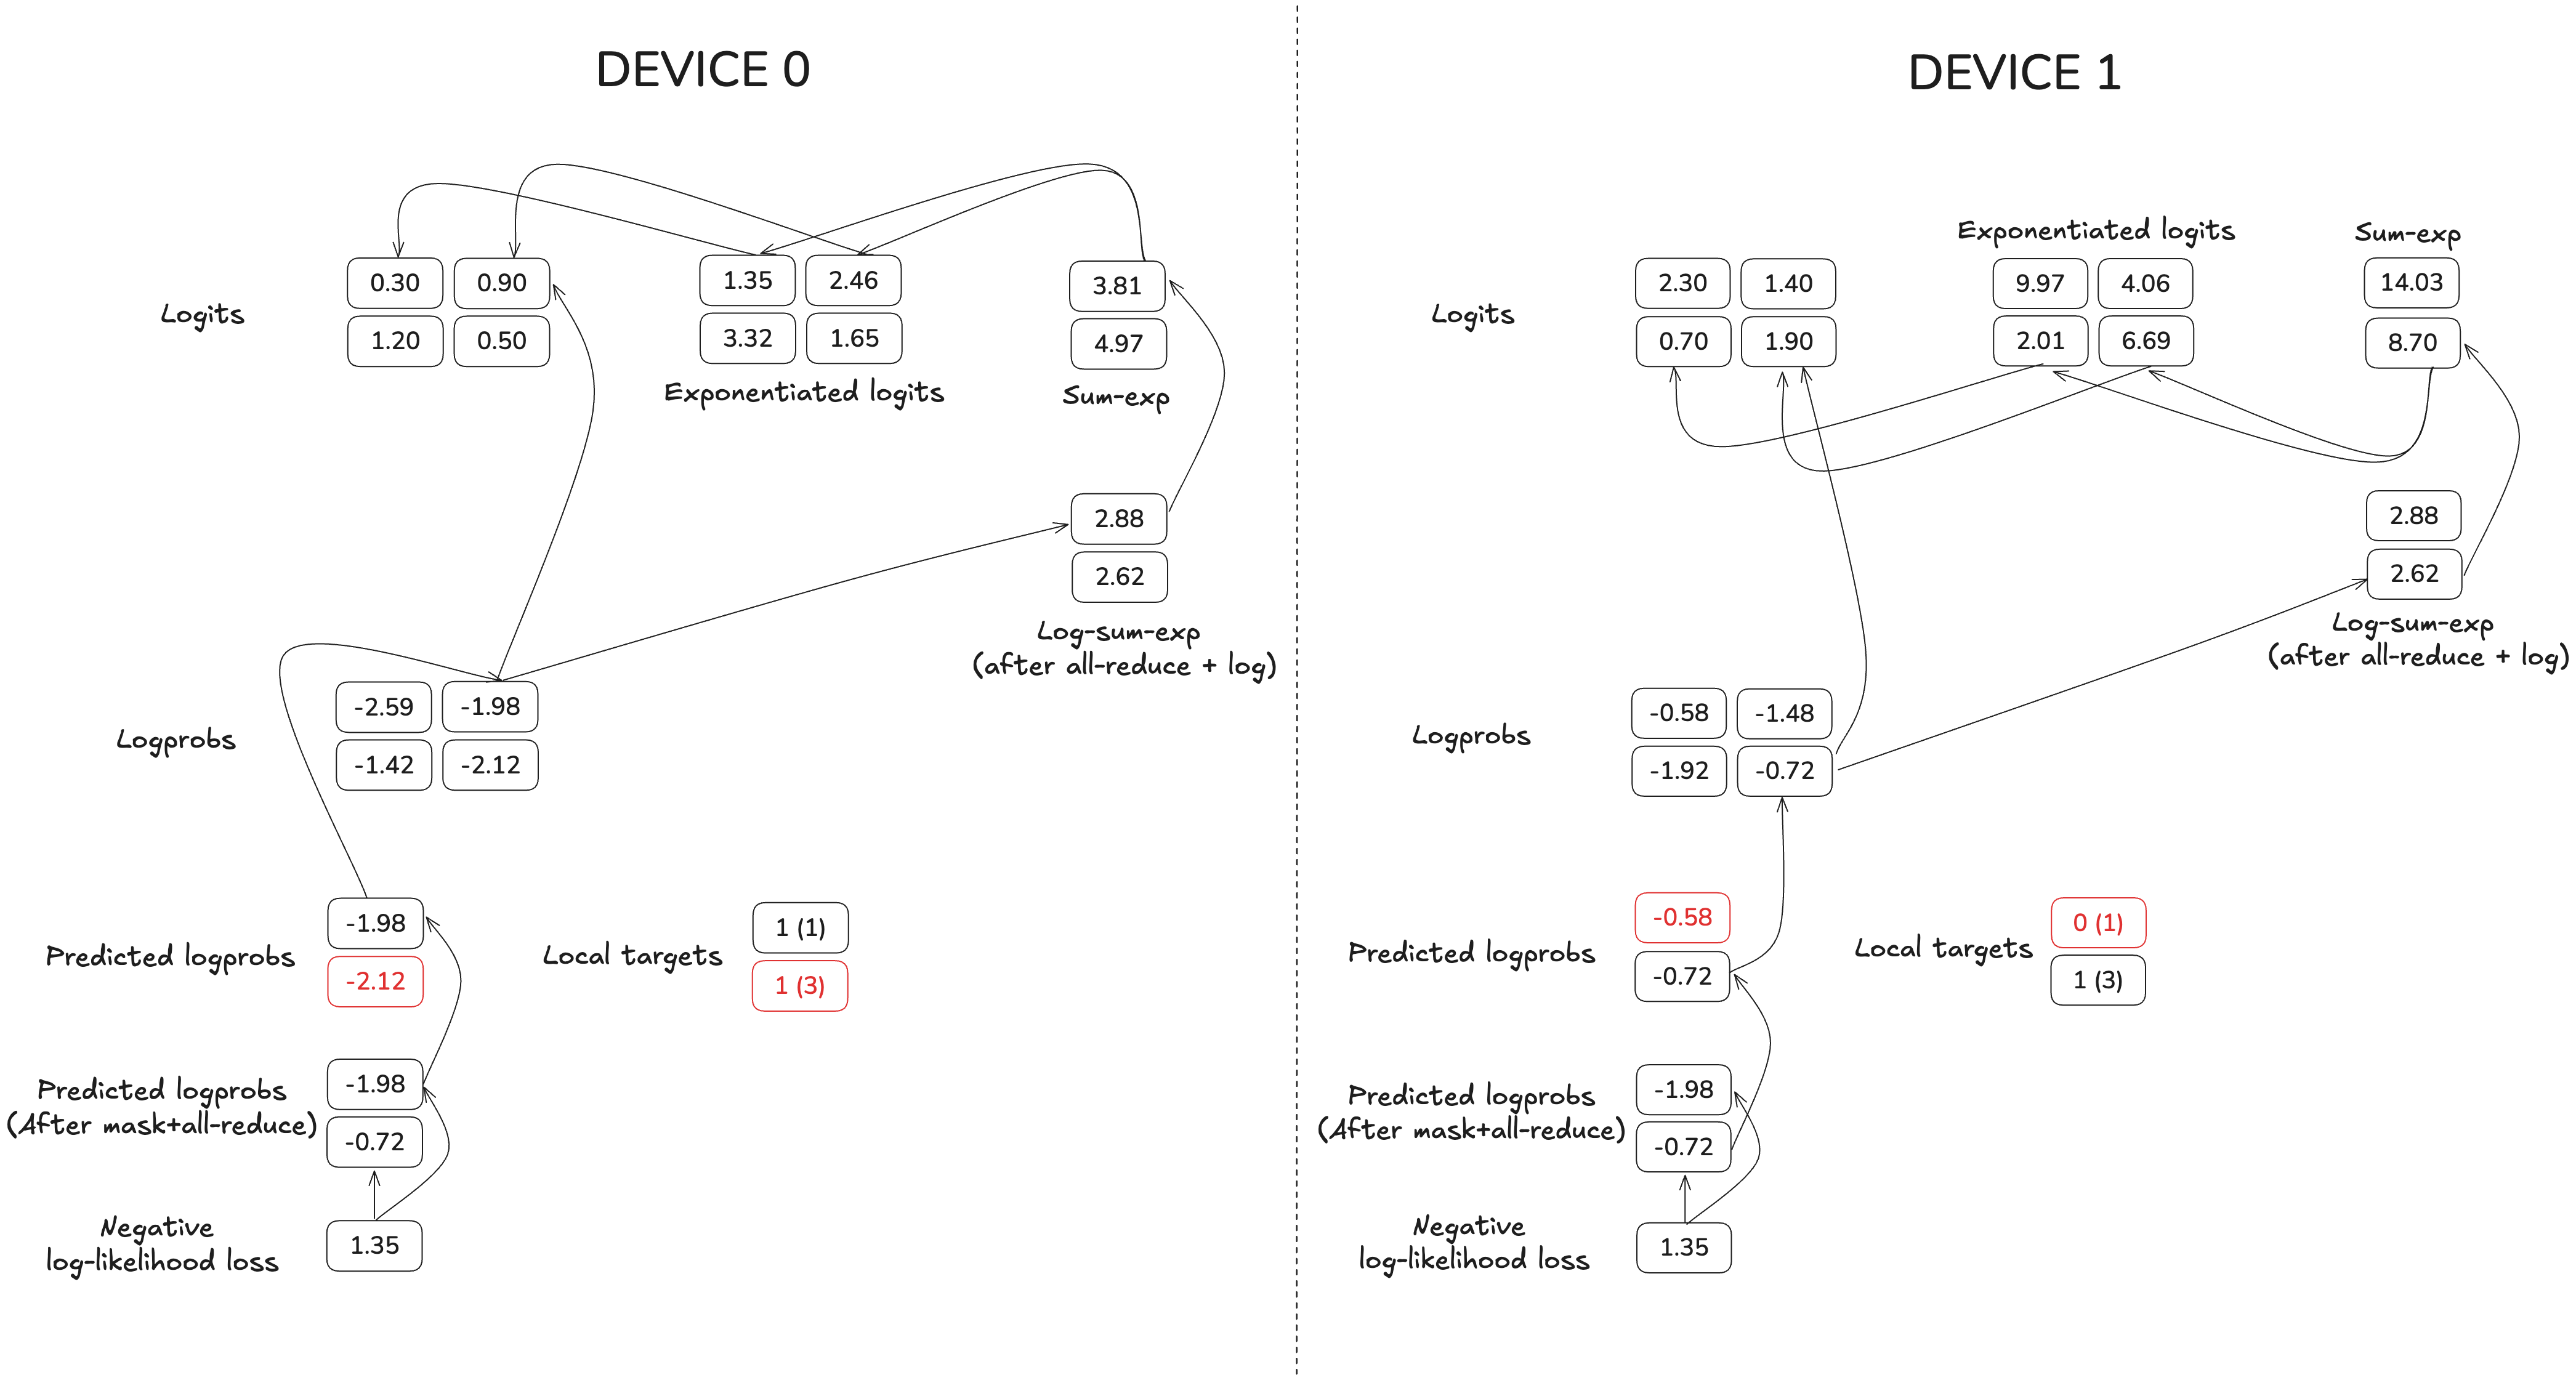 DEVICE 0
0.30 0.90 1.35 2.46 3.81
Logits
1.20 0.50 3.32 1.65 4.97
Exponentiated logits Sum-exp
2.88
2.62
Log-sum-exp
(after all-reduce + log)
-2.59 -1.98
Logprobs
-1.42 -2.12
-1.98 1 (1)
Predicted logprobs Local targets
-2.12 1 (3)
-1.98
Predicted logprobs
(After mask+all-reduce)
-0.72
Negative
log-likelihood loss
1.35
DEVICE 1
Exponentiated logits Sum-exp
2.30 1.40 9.97 4.06 14.03
Logits
0.70 1.90 2.01 6.69 8.70
2.88
2.62
Log-sum-exp
(after all-reduce + log)
-0.58 -1.48
Logprobs
-1.92 -0.72
-0.58 0 (1)
Predicted logprobs Local targets
-0.72 1 (3)
-1.98
Predicted logprobs
(After mask+all-reduce)
-0.72
Negative
log-likelihood loss
1.35